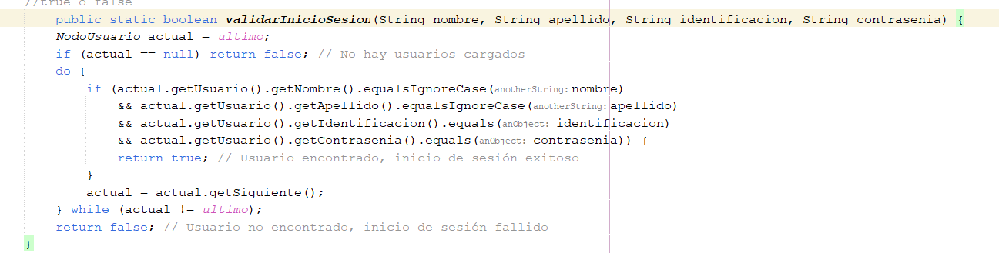 //true o false
public static boolean validarInicioSesion(String nombre, String apellido, String identificacion, String contrasenia) {
NodoUsuario actual = ultimo;
if (actual == null) return false; // No hay usuarios cargados
do {
if (actual.getUsuario().getNombre().equalsIgnoreCase(anotherString: nombre)
&& actual.getUsuario().getApellido().equalsIgnoreCase(anotherString: apellido)
&& actual.getUsuario().getIdentificacion().equals(anObject: identificacion)
&& actual.getUsuario().getContrasenia().equals(anObject: contrasenia)) {
return true; // Usuario encontrado, inicio de sesión exitoso
}
actual = actual.getSiguiente();
} while (actual != ultimo);
return false; // Usuario no encontrado, inicio de sesión fallido
}